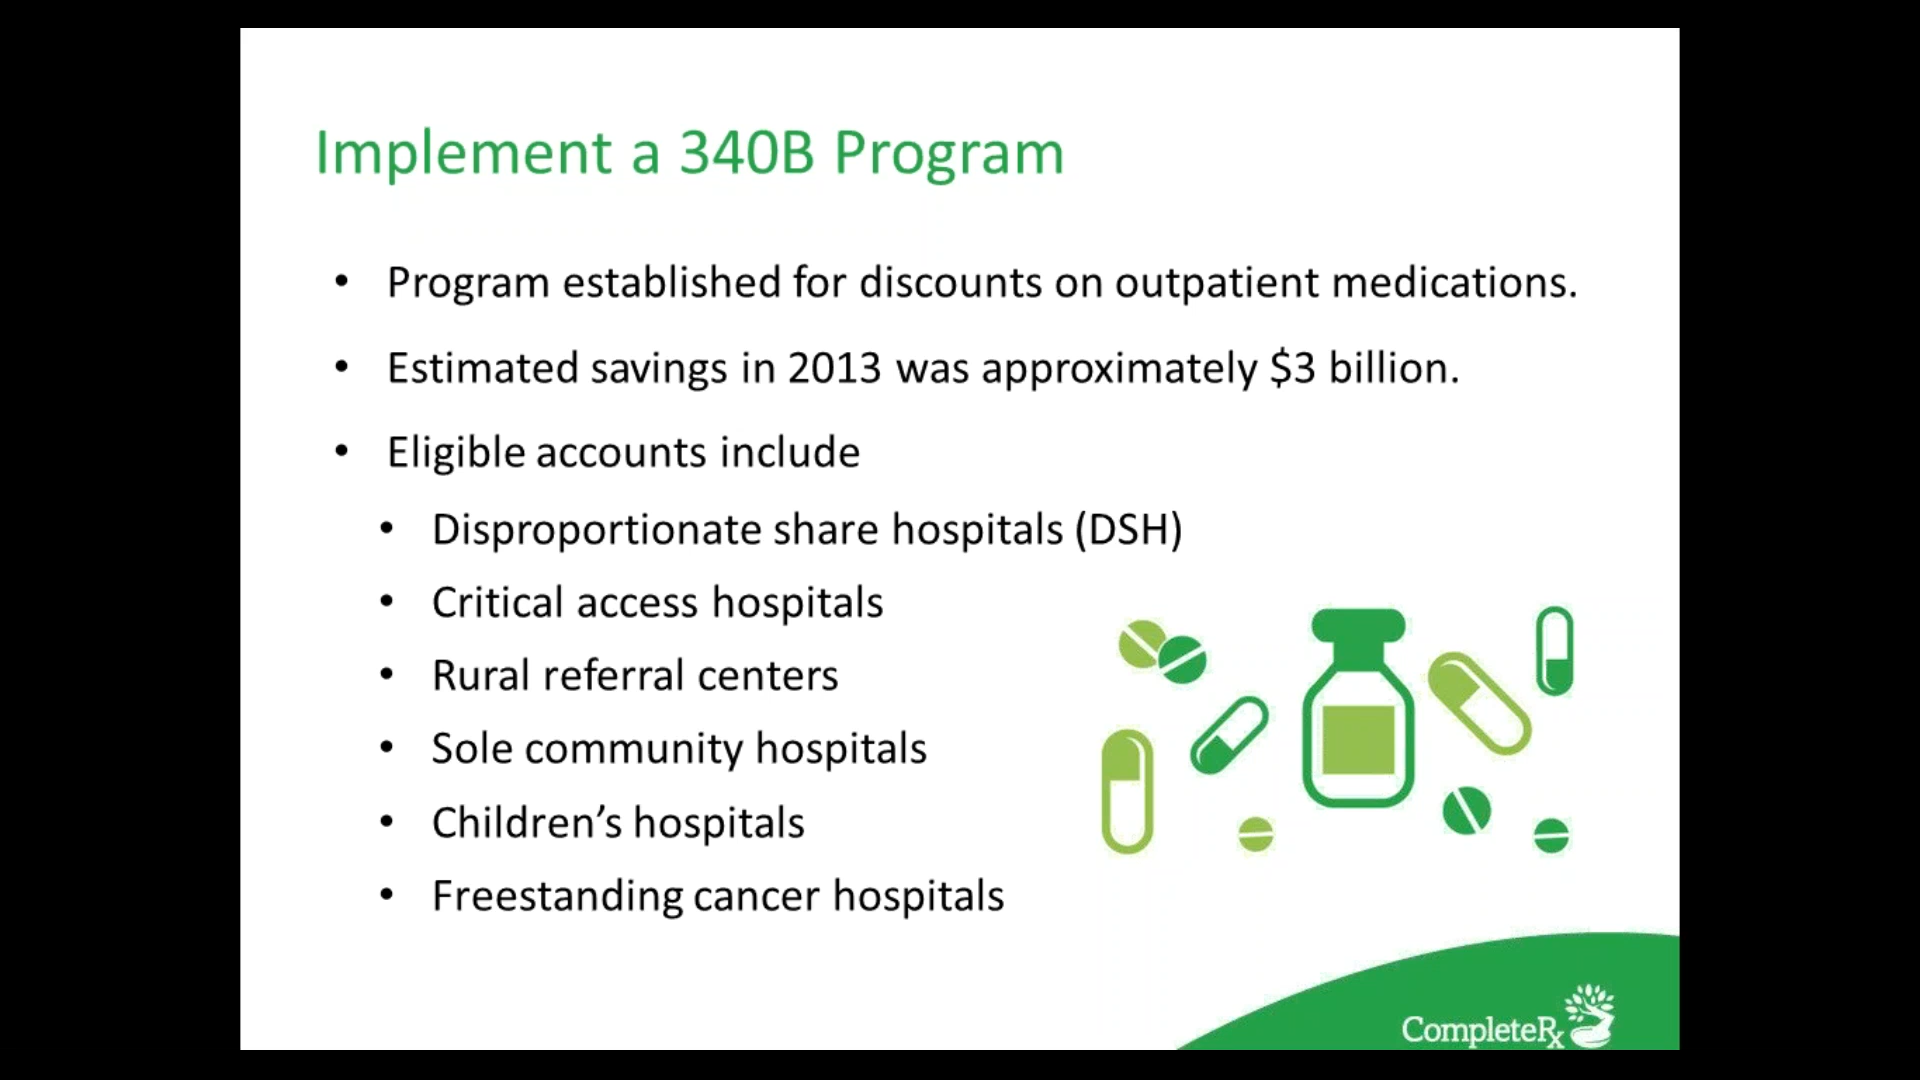 Implement a 340B Program
• Program established for discounts on outpatient medications.
• Estimated savings in 2013 was approximately $3 billion.
• Eligible accounts include
• Disproportionate share hospitals (DSH)
• Critical access hospitals
• Rural referral centers
• Sole community hospitals
• Children’s hospitals
• Freestanding cancer hospitals
CompleteRx